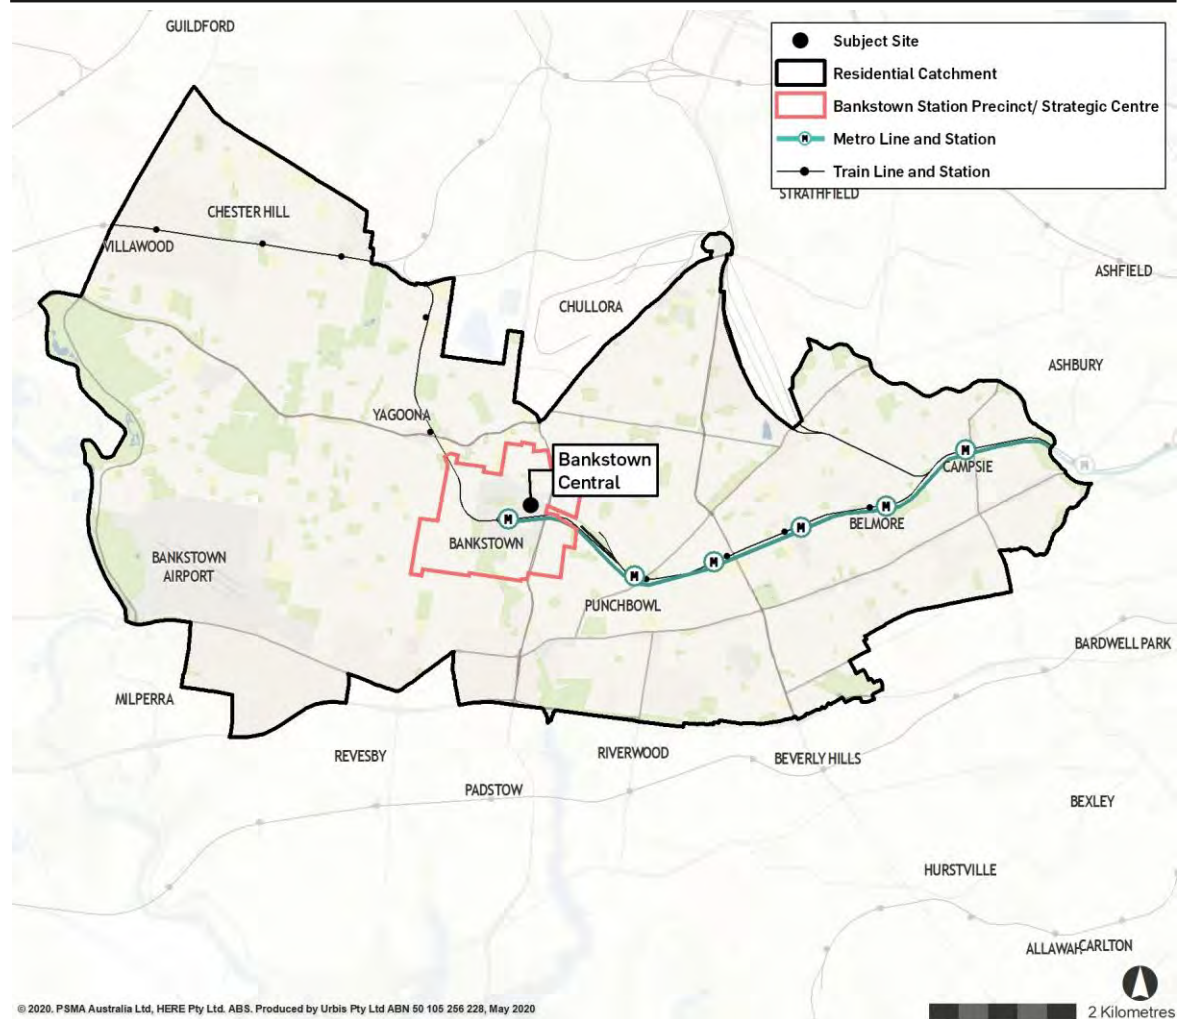 GUILDFORD
Subject Site
Residential Catchment
Bankstown Station Precinct/ Strategic Centre
M Metro Line and Station
Train Line and Station
STRATHFIELD
CHESTER HILL
VILLAWOOD
ASHFIELD
CHULLORA
ASHBURY
YAGOONA
Bankstown
Central
M
CAMPSIE
M
M
BELMORE
M
BANKSTOWN
M
M
M
BANKSTOWN
AIRPORT
PUNCHBOWL
BARDWELL PARK
MILPERRA
REVESBY
RIVERWOOD
BEVERLY HILLS
PADSTOW
BEXLEY
HURSTVILLE
ALLAWAH
CARLTON
© 2020. PSMA Australia Ltd, HERE Pty Ltd. ABS. Produced by Urbis Pty Ltd ABN 50 105 256 228, May 2020
2 Kilometres